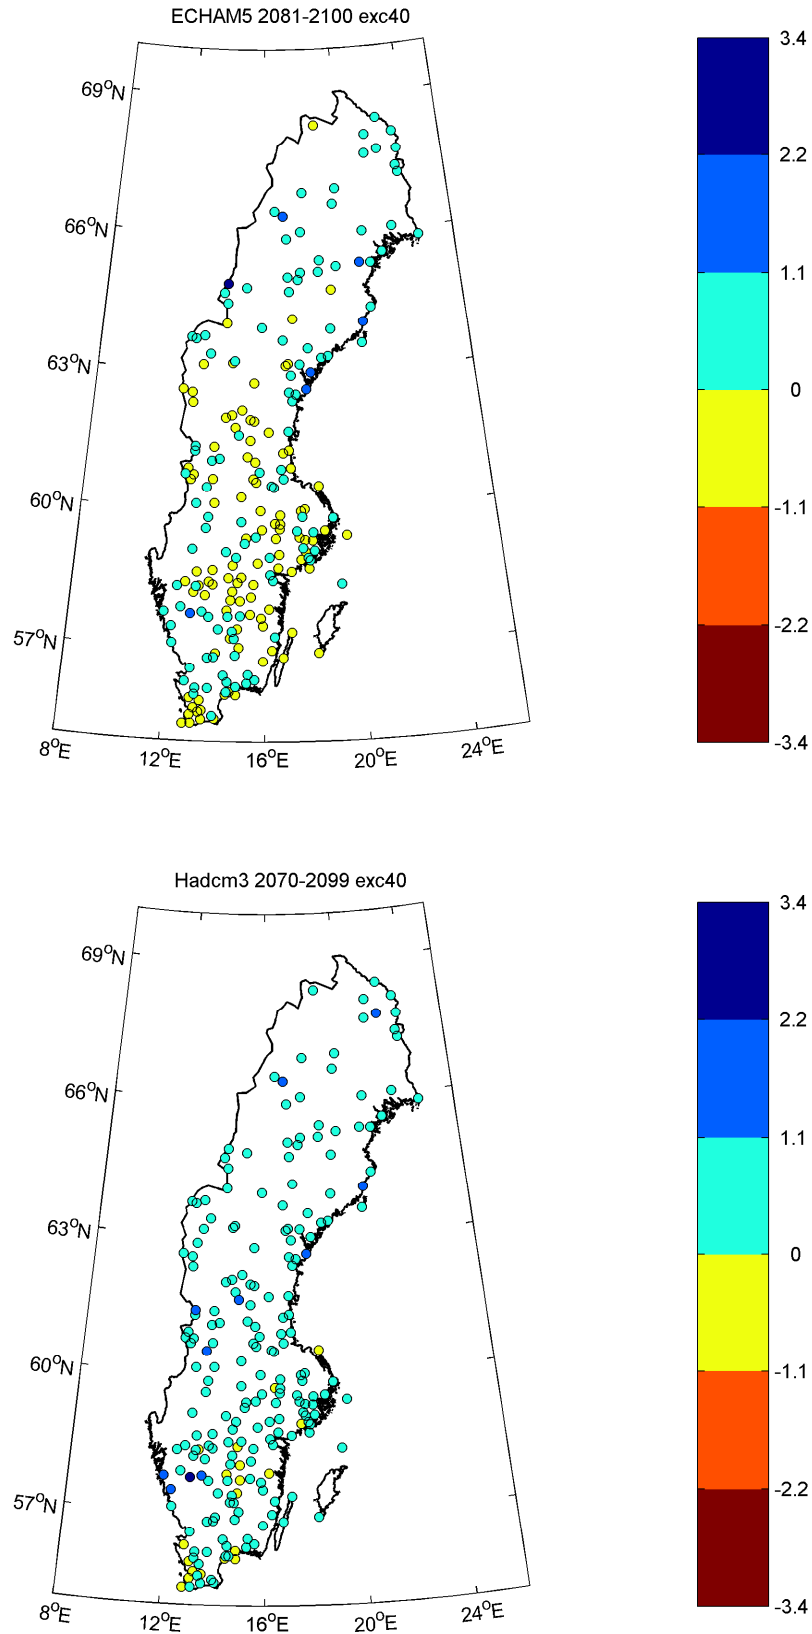 ECHAM5 2081-2100 exc40
69°N
66°N
63°N
60°N
57°N
8°E
12°E
16°E
20°E
24°E
3.4
2.2
1.1
0
-1.1
-2.2
-3.4
Hadcm3 2070-2099 exc40
69°N
66°N
63°N
60°N
57°N
8°E
12°E
16°E
20°E
24°E
3.4
2.2
1.1
0
-1.1
-2.2
-3.4